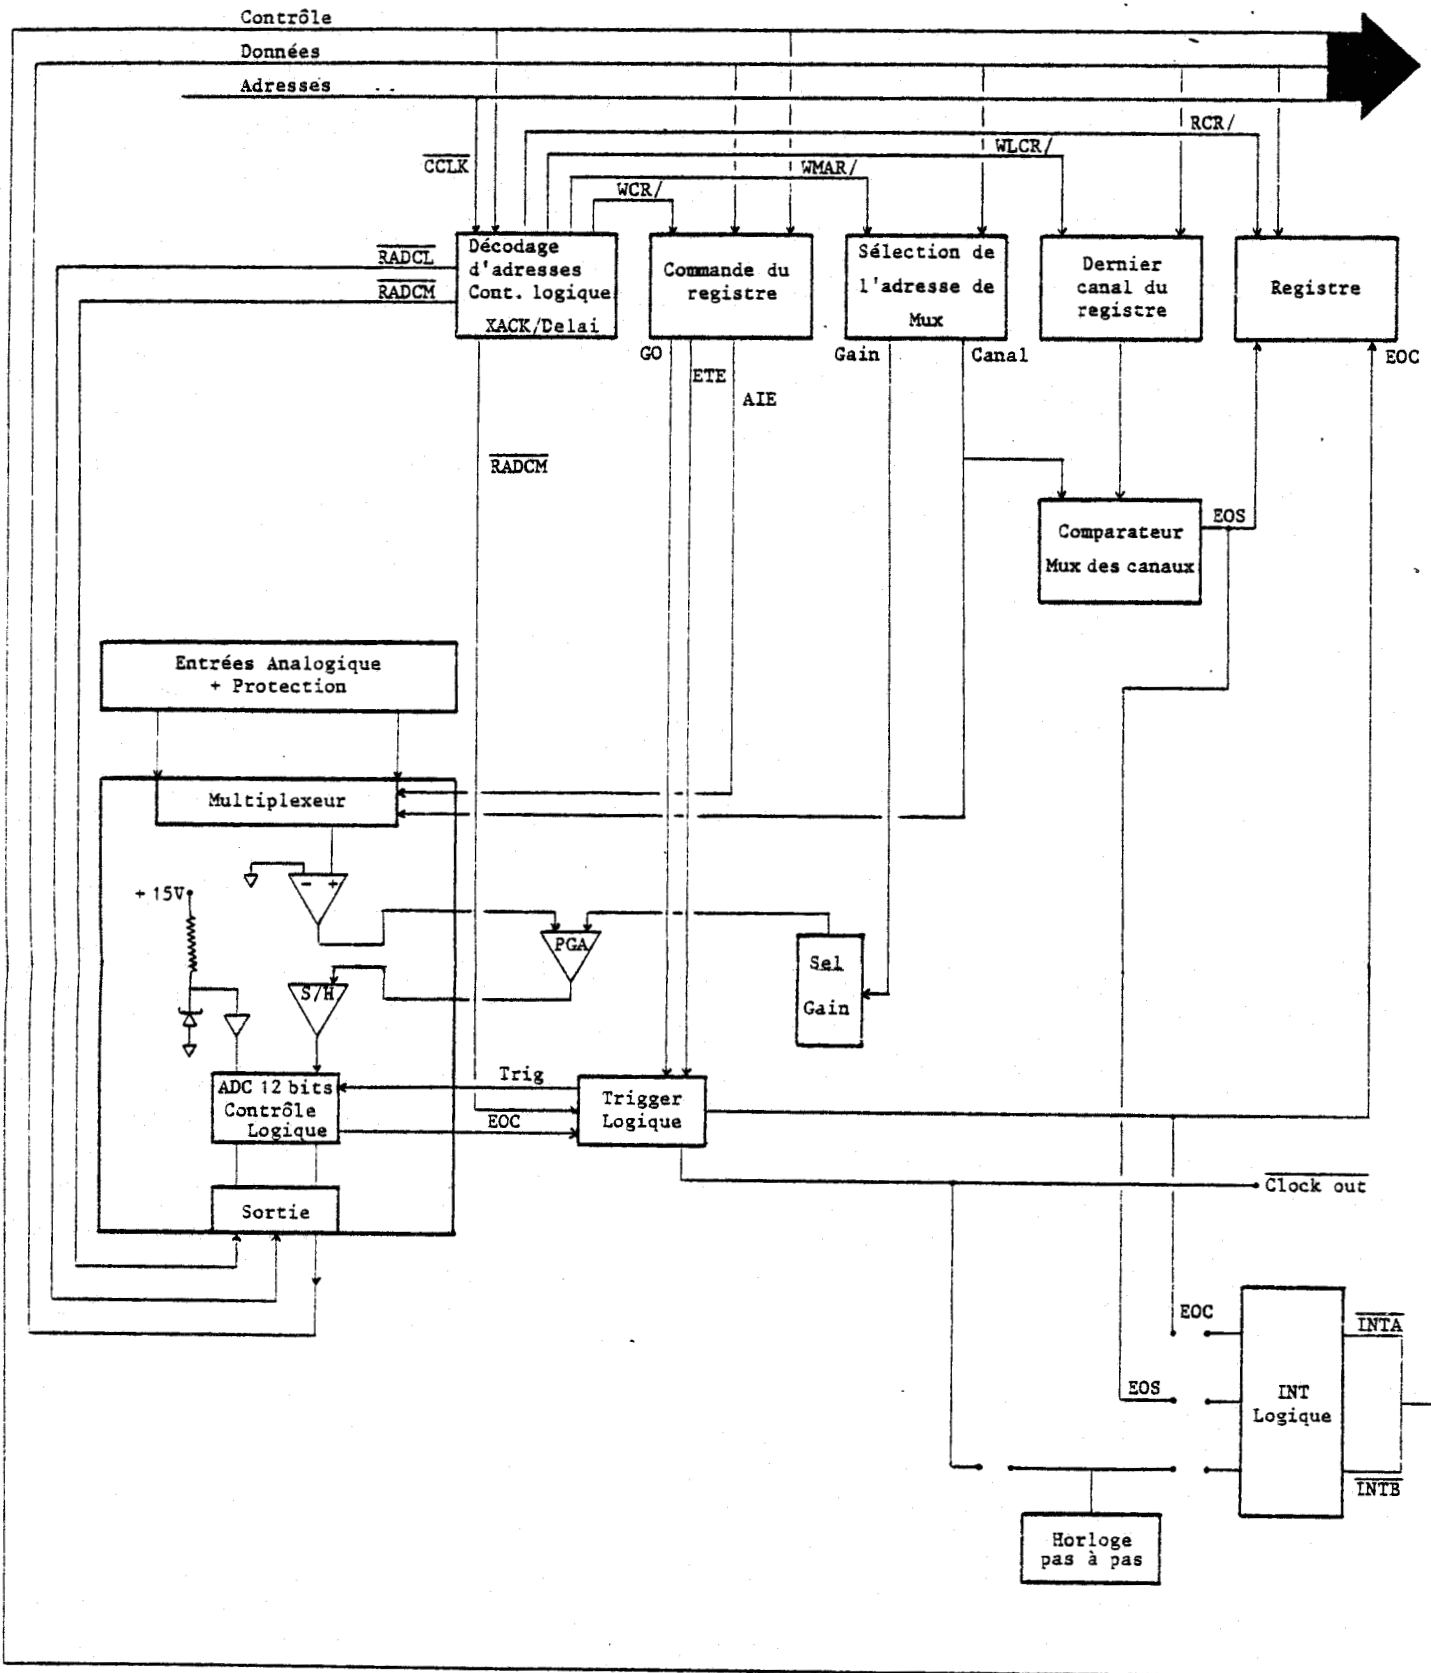 Contrôle
Données
Adresses
RCR/
WLCR/
CCLK
WMAR/
WCR/
RADCL
RADCM
Décodage
d'adresses
Cont. logique
XACK/Delai
Commande du
registre
Sélection de
l'adresse de
Mux
Dernier
canal du
registre
Registre
GO
ETE
AIE
Gain
Canal
EOC
RADCM
Comparateur
Mux des canaux
EOS
Entrées Analogique
+ Protection
Multiplexeur
- +
+ 15V
PGA
S/H
Sel
Gain
ADC 12 bits
Contrôle
Logique
Trig
EOC
Trigger
Logique
Clock out
Sortie
EOC
EOS
INT
Logique
INTA
INTB
Horloge
pas à pas